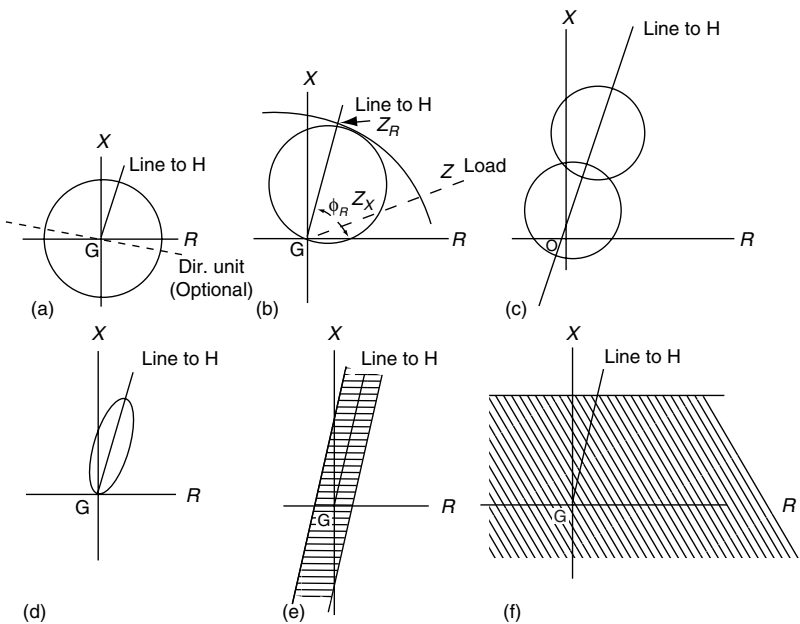 X
Line to H
R
G
Dir. unit
(Optional)
(a)
X
Line to H
Z_R
Z Load
ϕ_R Z_X
R
G
(b)
X
Line to H
R
O
(c)
X
Line to H
R
G
(d)
X
Line to H
R
G
(e)
X
Line to H
R
G
(f)